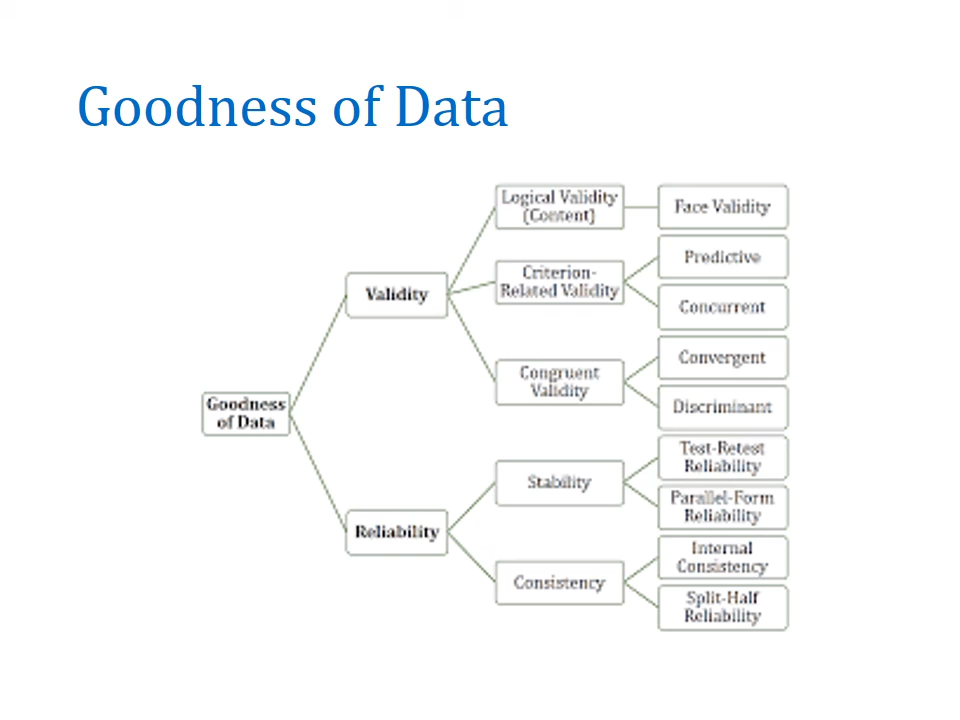 Goodness of Data
Logical Validity
(Content)
Face Validity
Predictive
Criterion-
Related Validity
Validity
Concurrent
Convergent
Congruent
Validity
Discriminant
Goodness
of Data
Test-Retest
Reliability
Stability
Parallel-Form
Reliability
Reliability
Internal
Consistency
Consistency
Split-Half
Reliability